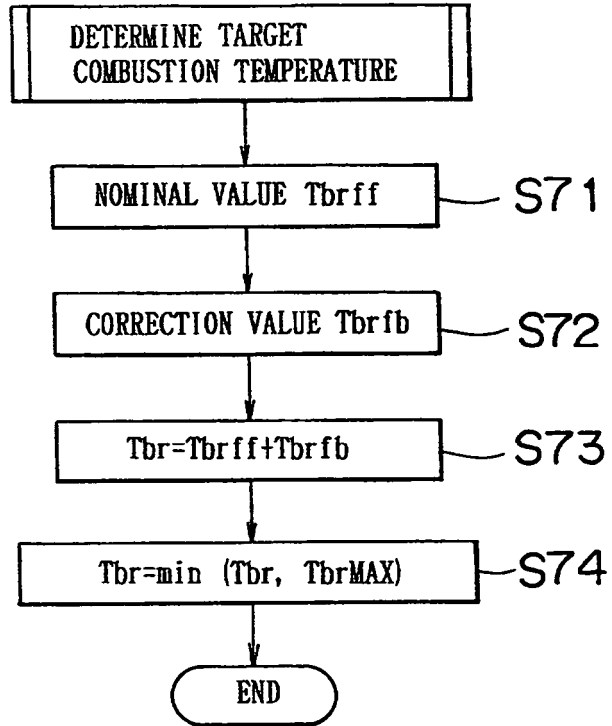 DETERMINE TARGET
COMBUSTION TEMPERATURE
NOMINAL VALUE Tbrff
S71
CORRECTION VALUE Tbrfb
S72
Tbr=Tbrff+Tbrfb
S73
Tbr=min (Tbr, TbrMAX)
S74
END